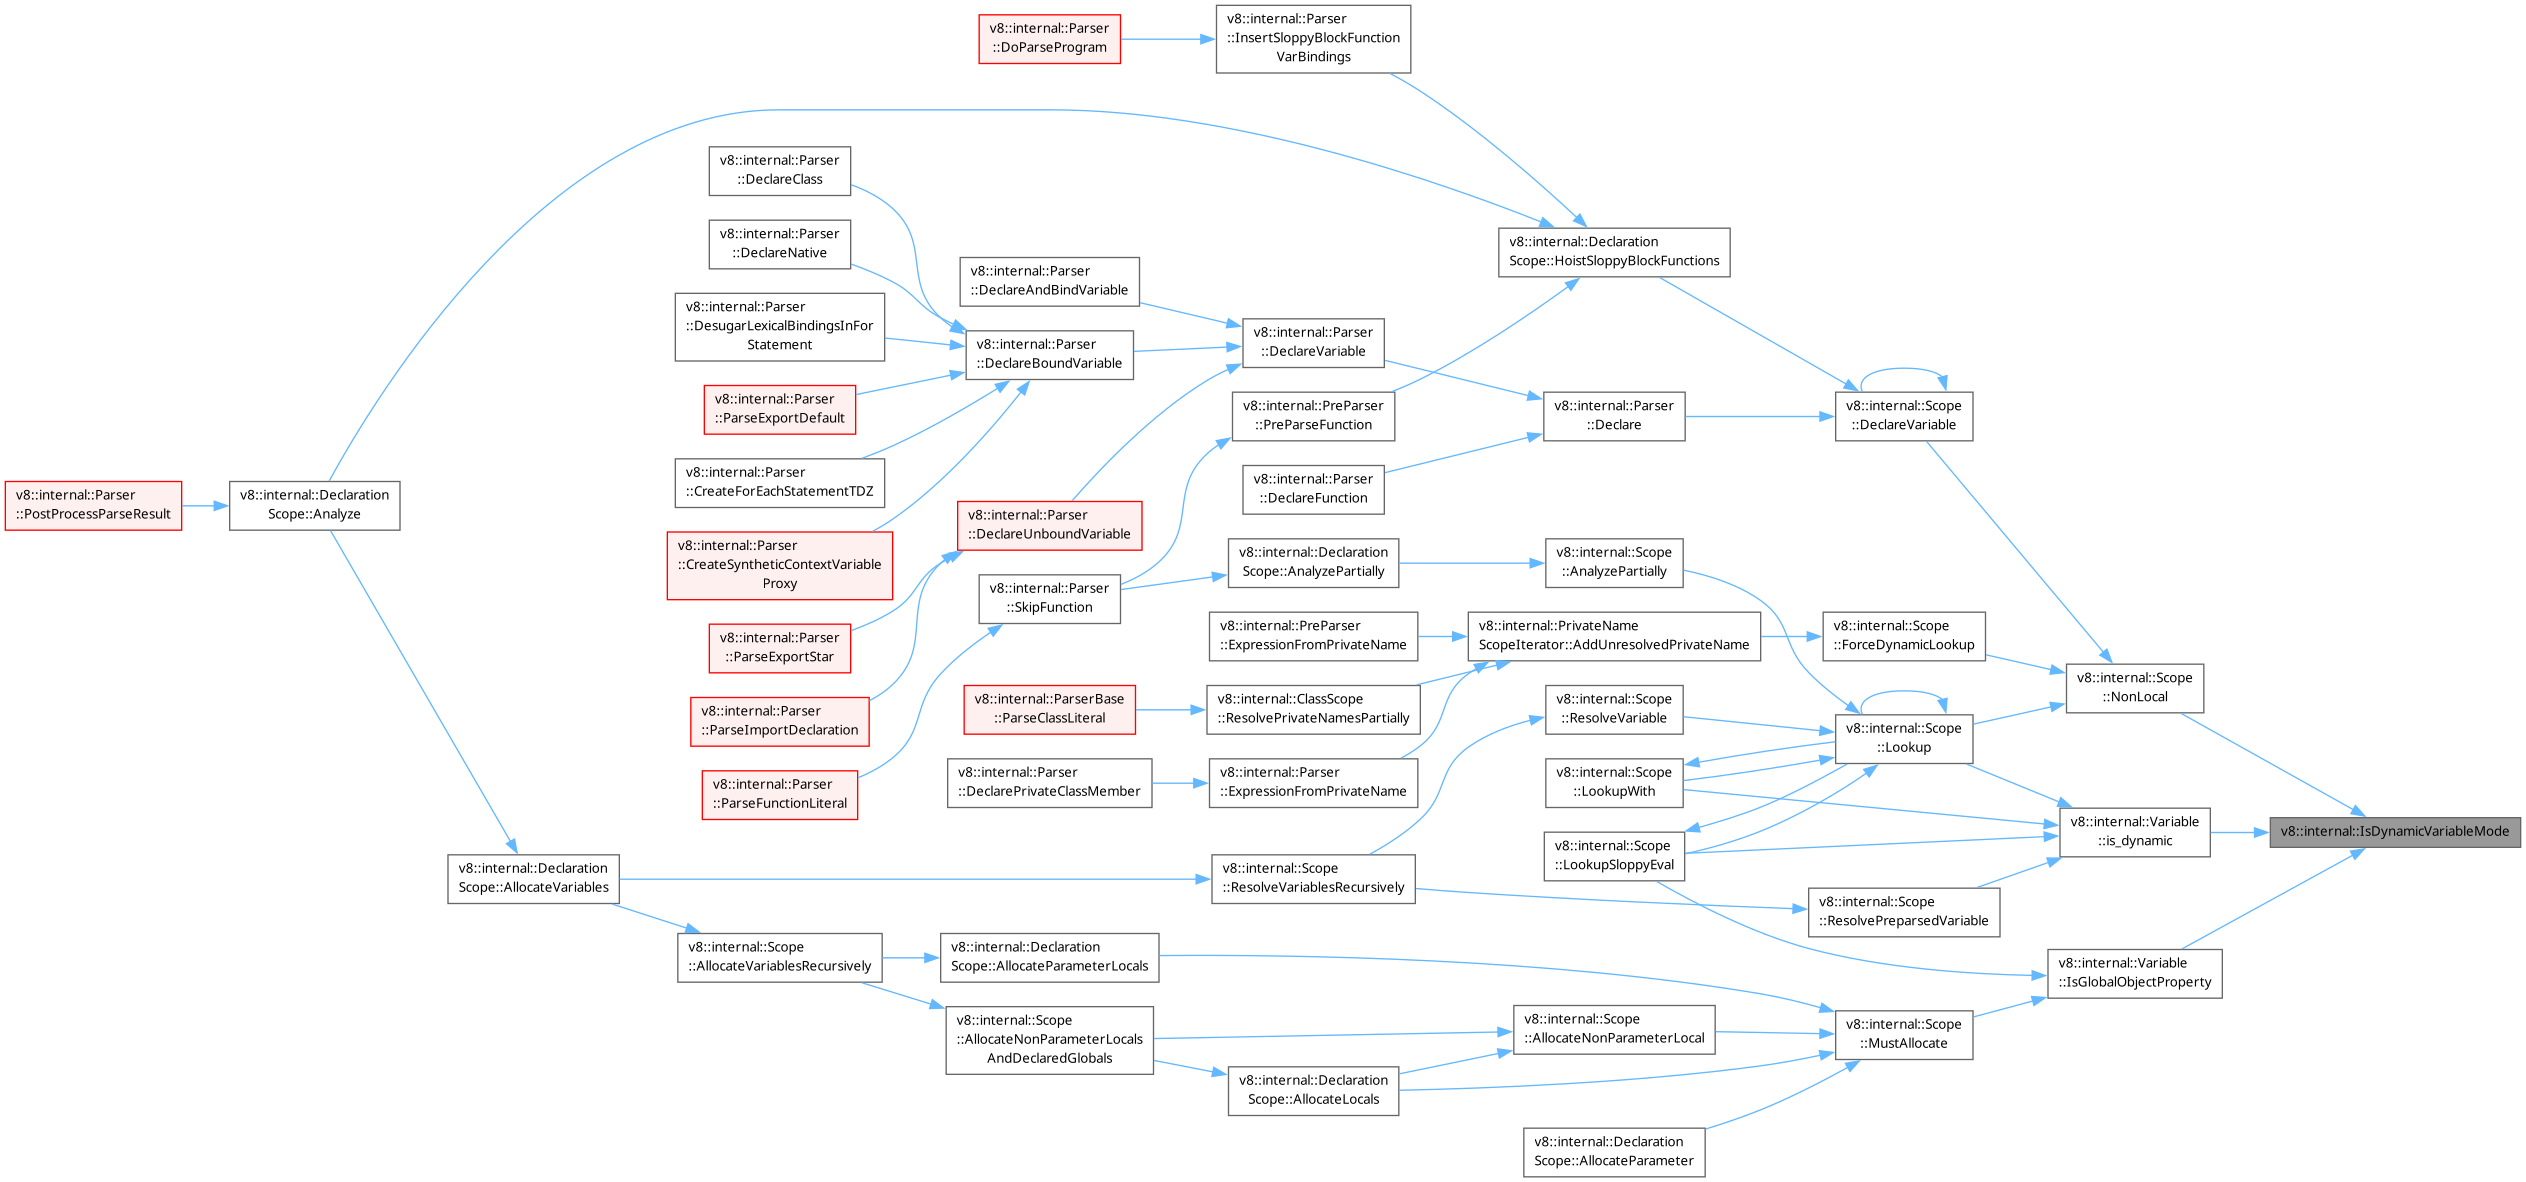 v8::internal::Parser
::DoParseProgram
v8::internal::Parser
::InsertSloppyBlockFunction
VarBindings
v8::internal::Parser
::DeclareClass
v8::internal::Parser
::DeclareNative
v8::internal::Declaration
Scope::HoistSloppyBlockFunctions
v8::internal::Parser
::DeclareAndBindVariable
v8::internal::Parser
::DesugarLexicalBindingsInFor
Statement
v8::internal::Parser
::DeclareVariable
v8::internal::Parser
::DeclareBoundVariable
v8::internal::Parser
::ParseExportDefault
v8::internal::PreParser
::PreParseFunction
v8::internal::Parser
::Declare
v8::internal::Scope
::DeclareVariable
v8::internal::Parser
::CreateForEachStatementTDZ
v8::internal::Parser
::DeclareFunction
v8::internal::Parser
::PostProcessParseResult
v8::internal::Declaration
Scope::Analyze
v8::internal::Parser
::DeclareUnboundVariable
v8::internal::Parser
::CreateSyntheticContextVariable
Proxy
v8::internal::Declaration
Scope::AnalyzePartially
v8::internal::Scope
::AnalyzePartially
v8::internal::Parser
::SkipFunction
v8::internal::Parser
::ParseExportStar
v8::internal::PreParser
::ExpressionFromPrivateName
v8::internal::PrivateName
ScopeIterator::AddUnresolvedPrivateName
v8::internal::Scope
::ForceDynamicLookup
v8::internal::Scope
::NonLocal
v8::internal::Parser
::ParseImportDeclaration
v8::internal::ParserBase
::ParseClassLiteral
v8::internal::ClassScope
::ResolvePrivateNamesPartially
v8::internal::Scope
::ResolveVariable
v8::internal::Scope
::Lookup
v8::internal::Parser
::ParseFunctionLiteral
v8::internal::Parser
::DeclarePrivateClassMember
v8::internal::Parser
::ExpressionFromPrivateName
v8::internal::Scope
::LookupWith
v8::internal::Variable
::is_dynamic
v8::internal::IsDynamicVariableMode
v8::internal::Scope
::LookupSloppyEval
v8::internal::Declaration
Scope::AllocateVariables
v8::internal::Scope
::ResolveVariablesRecursively
v8::internal::Scope
::ResolvePreparsedVariable
v8::internal::Scope
::AllocateVariablesRecursively
v8::internal::Declaration
Scope::AllocateParameterLocals
v8::internal::Variable
::IsGlobalObjectProperty
v8::internal::Scope
::AllocateNonParameterLocals
AndDeclaredGlobals
v8::internal::Scope
::AllocateNonParameterLocal
v8::internal::Scope
::MustAllocate
v8::internal::Declaration
Scope::AllocateLocals
v8::internal::Declaration
Scope::AllocateParameter